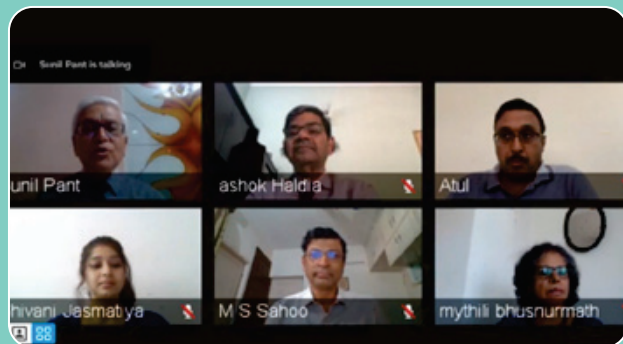 Sunil Pant is talking
unil Pant
ashok Haldia
Atul
hivani Jasmatiya
M S Sahoo
mythili bhusnurmath